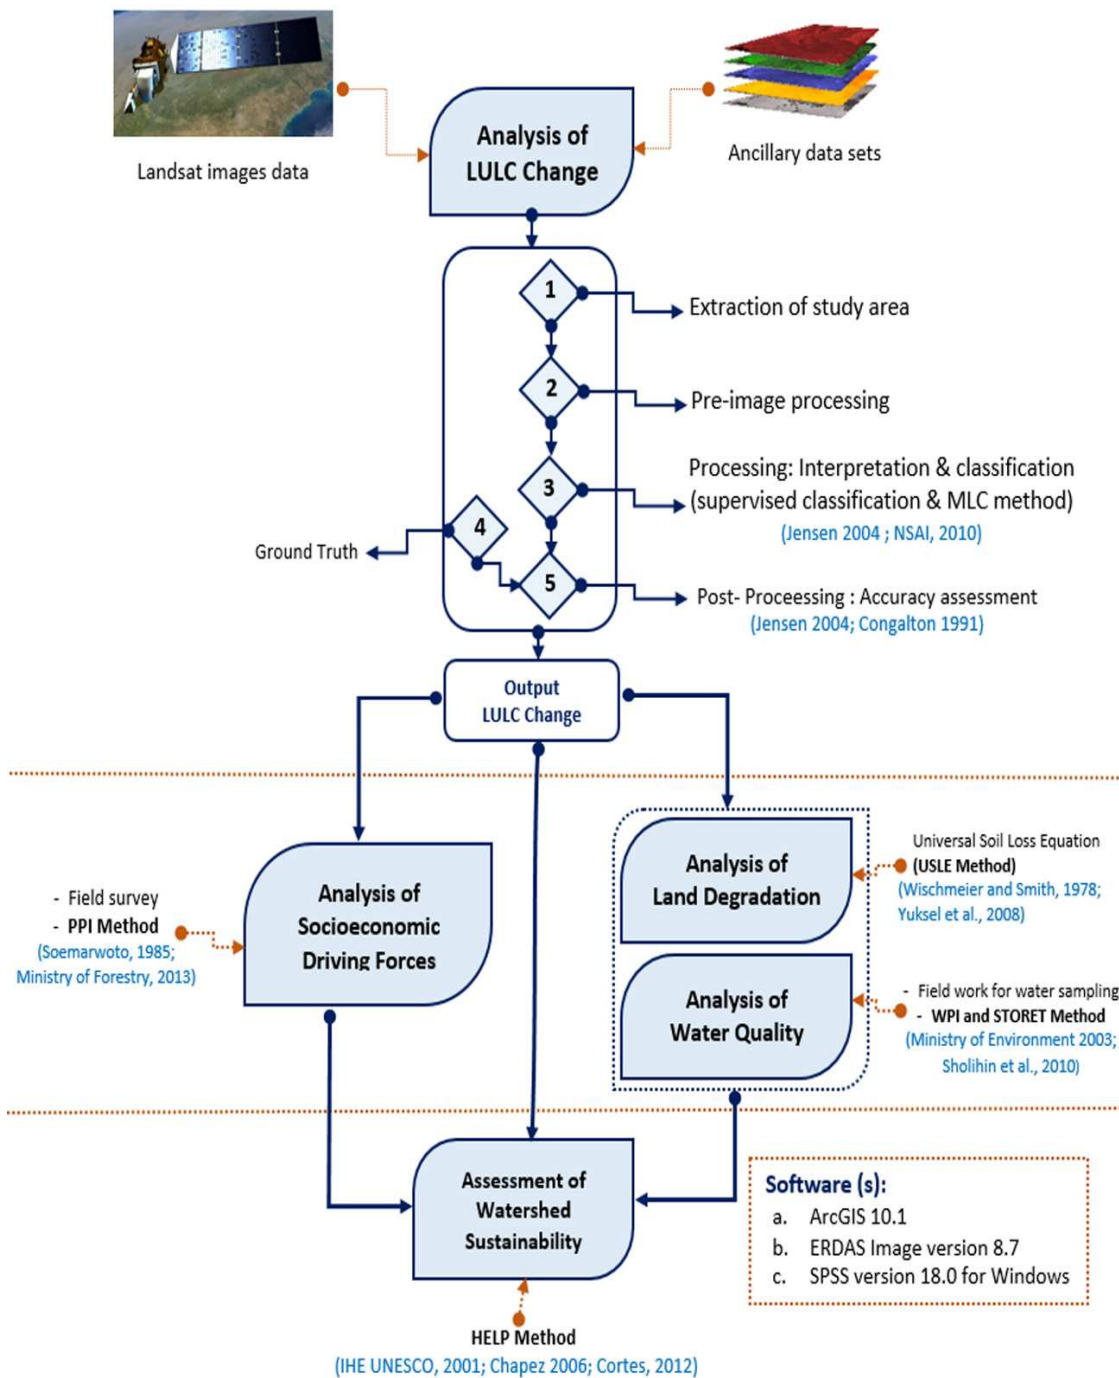 Landsat images data
Analysis of
LULC Change
Ancillary data sets
1
Extraction of study area
2
Pre-image processing
3
Processing: Interpretation & classification
(supervised classification & MLC method)
(Jensen 2004 ; NSAI, 2010)
4
Ground Truth
5
Post- Proceessing : Accuracy assessment
(Jensen 2004; Congalton 1991)
Output
LULC Change
- Field survey
- PPI Method
(Soemarwoto, 1985;
Ministry of Forestry, 2013)
Analysis of
Socioeconomic
Driving Forces
Analysis of
Land Degradation
Universal Soil Loss Equation
(USLE Method)
(Wischmeier and Smith, 1978;
Yuksel et al., 2008)
Analysis of
Water Quality
- Field work for water sampling
- WPI and STORET Method
(Ministry of Environment 2003;
Sholihin et al., 2010)
Assessment of
Watershed
Sustainability
Software (s):
a. ArcGIS 10.1
b. ERDAS Image version 8.7
c. SPSS version 18.0 for Windows
HELP Method
(IHE UNESCO, 2001; Chapez 2006; Cortes, 2012)